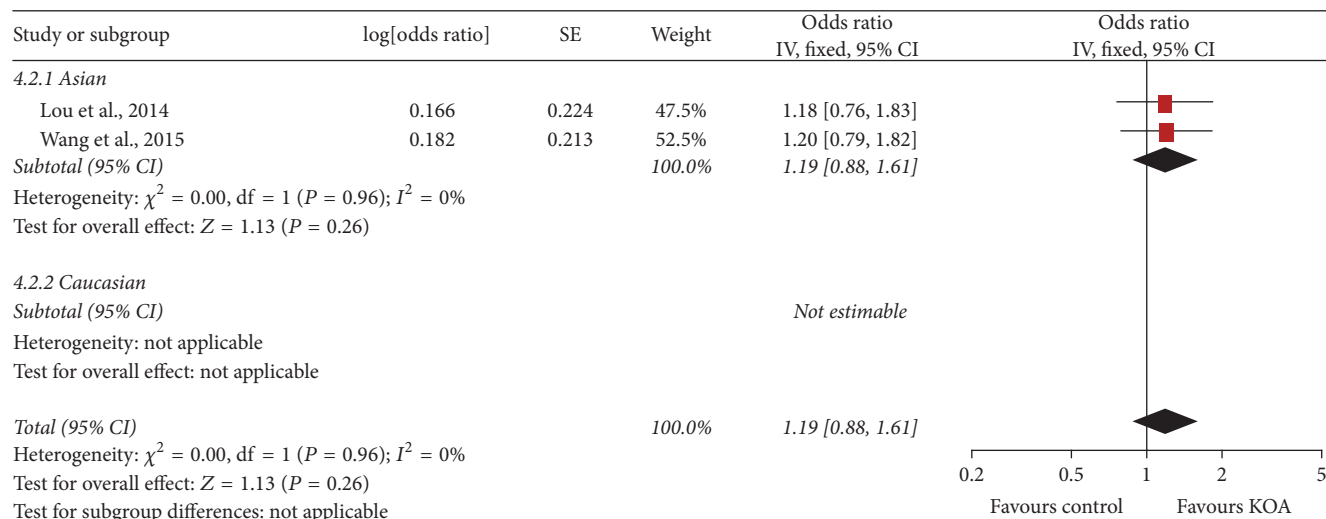 Study or subgroup log[odds ratio] SE Weight Odds ratio IV, fixed, 95% CI Odds ratio IV, fixed, 95% CI
4.2.1 Asian
Lou et al., 2014 0.166 0.224 47.5% 1.18 [0.76, 1.83]
Wang et al., 2015 0.182 0.213 52.5% 1.20 [0.79, 1.82]
Subtotal (95% CI) 100.0% 1.19 [0.88, 1.61]
Heterogeneity: χ² = 0.00, df = 1 (P = 0.96); I² = 0%
Test for overall effect: Z = 1.13 (P = 0.26)
4.2.2 Caucasian
Subtotal (95% CI) Not estimable
Heterogeneity: not applicable
Test for overall effect: not applicable
Total (95% CI) 100.0% 1.19 [0.88, 1.61]
Heterogeneity: χ² = 0.00, df = 1 (P = 0.96); I² = 0%
Test for overall effect: Z = 1.13 (P = 0.26)
Test for subgroup differences: not applicable
0.2 0.5 1 2 5
Favours control Favours KOA